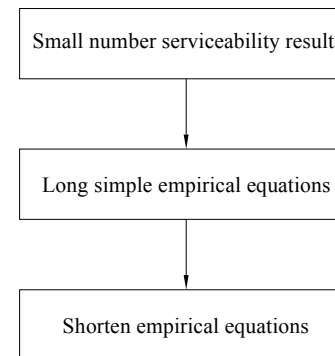 Small number serviceability result
Long simple empirical equations
Shorten empirical equations